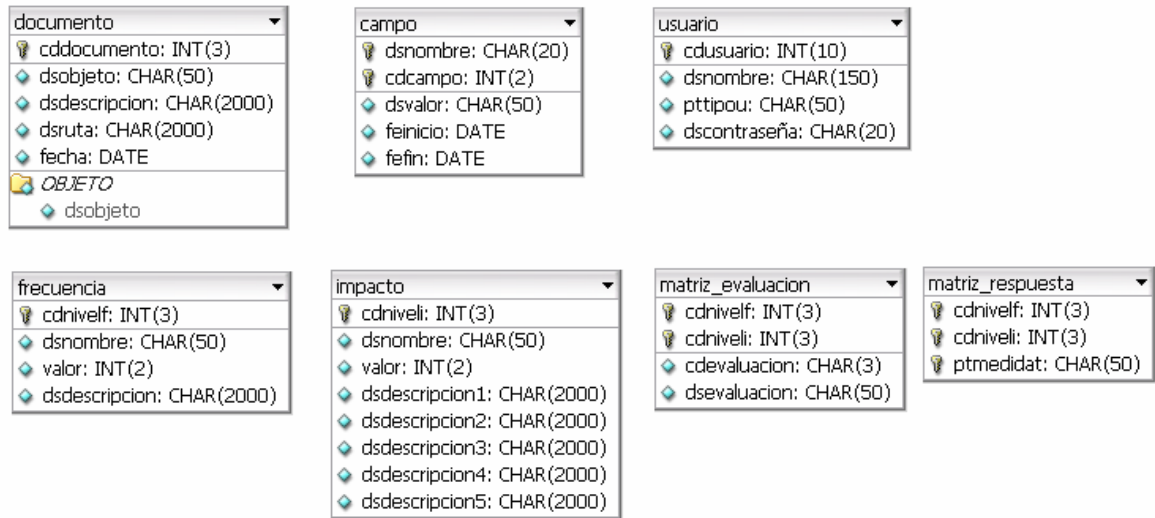 documento
cddocumento: INT(3)
dsobjeto: CHAR(50)
dsdescripcion: CHAR(2000)
dsruta: CHAR(2000)
fecha: DATE
OBJETO
dsobjeto
campo
dsnombre: CHAR(20)
cdcampo: INT(2)
dsvalor: CHAR(50)
feinicio: DATE
fefin: DATE
usuario
cdusuario: INT(10)
dsnombre: CHAR(150)
pttipou: CHAR(50)
dscontraseña: CHAR(20)
frecuencia
cdnivelf: INT(3)
dsnombre: CHAR(50)
valor: INT(2)
dsdescripcion: CHAR(2000)
impacto
cdniveli: INT(3)
dsnombre: CHAR(50)
valor: INT(2)
dsdescripcion1: CHAR(2000)
dsdescripcion2: CHAR(2000)
dsdescripcion3: CHAR(2000)
dsdescripcion4: CHAR(2000)
dsdescripcion5: CHAR(2000)
matriz_evaluacion
cdnivelf: INT(3)
cdniveli: INT(3)
cdevaluacion: CHAR(3)
dsevaluacion: CHAR(50)
matriz_respuesta
cdnivelf: INT(3)
cdniveli: INT(3)
ptmedidat: CHAR(50)